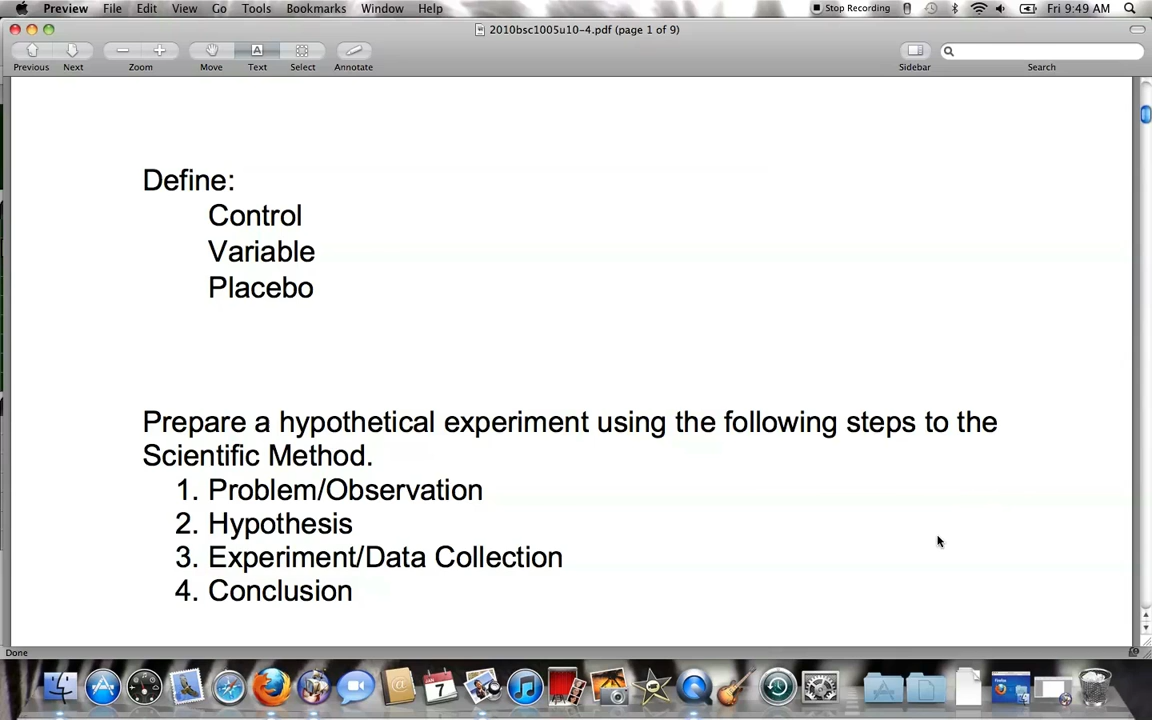 Preview File Edit View Go Tools Bookmarks Window Help Stop Recording Fri 9:49 AM
2010bsc1005u10-4.pdf (page 1 of 9)
Previous Next Zoom Move Text Select Annotate Sidebar Search
Define:
Control
Variable
Placebo
Prepare a hypothetical experiment using the following steps to the
Scientific Method.
1. Problem/Observation
2. Hypothesis
3. Experiment/Data Collection
4. Conclusion
Done
JAN
7
Firefox